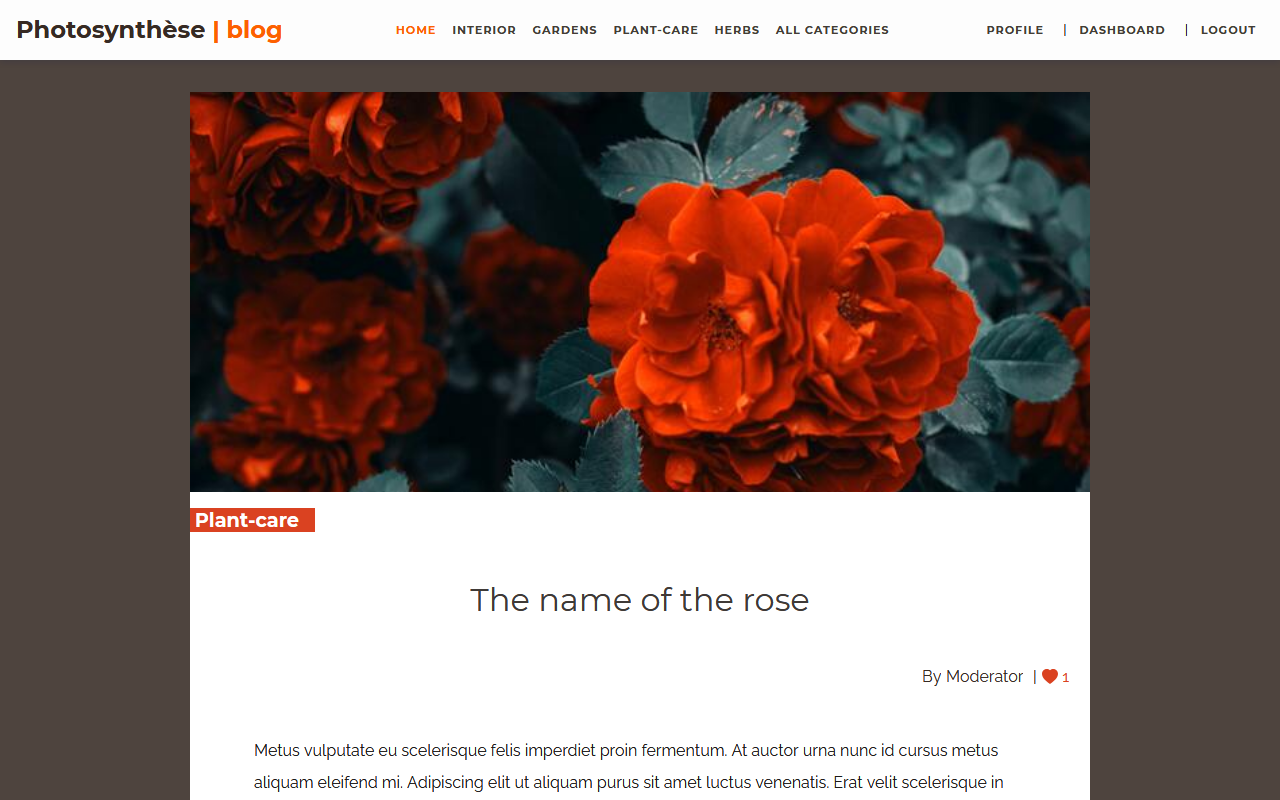 Photosynthèse | blog
HOME INTERIOR GARDENS PLANT-CARE HERBS ALL CATEGORIES
PROFILE | DASHBOARD | LOGOUT
Plant-care
The name of the rose
By Moderator | 1
Metus vulputate eu scelerisque felis imperdiet proin fermentum. At auctor urna nunc id cursus metus
aliquam eleifend mi. Adipiscing elit ut aliquam purus sit amet luctus venenatis. Erat velit scelerisque in